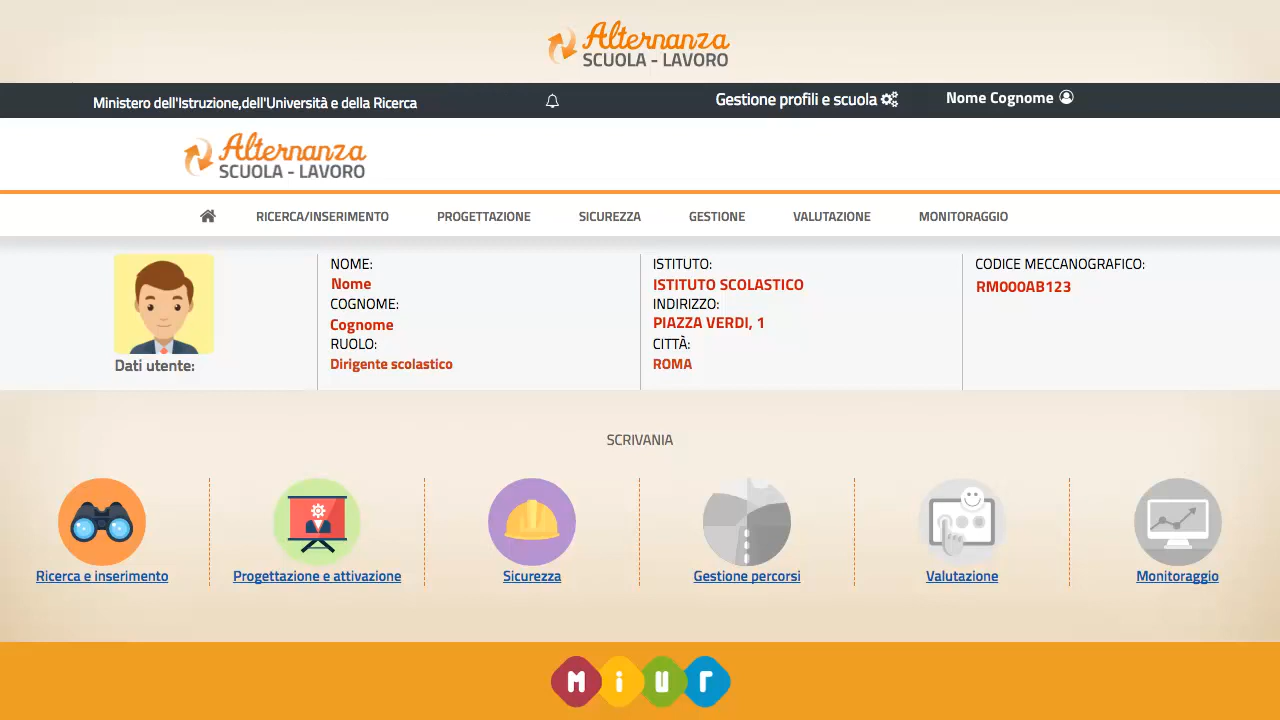 Alternanza
SCUOLA - LAVORO
Ministero dell'Istruzione,dell'Università e della Ricerca
Gestione profili e scuola
Nome Cognome
Alternanza
SCUOLA - LAVORO
RICERCA/INSERIMENTO
PROGETTAZIONE
SICUREZZA
GESTIONE
VALUTAZIONE
MONITORAGGIO
Dati utente:
NOME:
Nome
COGNOME:
Cognome
RUOLO:
Dirigente scolastico
ISTITUTO:
ISTITUTO SCOLASTICO
INDIRIZZO:
PIAZZA VERDI, 1
CITTÀ:
ROMA
CODICE MECCANOGRAFICO:
RM000AB123
SCRIVANIA
Ricerca e inserimento
Progettazione e attivazione
Sicurezza
Gestione percorsi
Valutazione
Monitoraggio
Miur